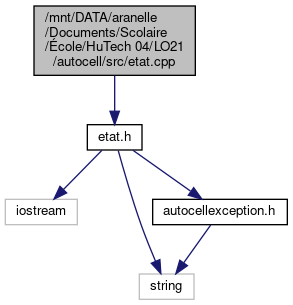 /mnt/DATA/aranelle
/Documents/Scolaire
/École/HuTech 04/LO21
/autocell/src/etat.cpp
etat.h
iostream
autocellexception.h
string